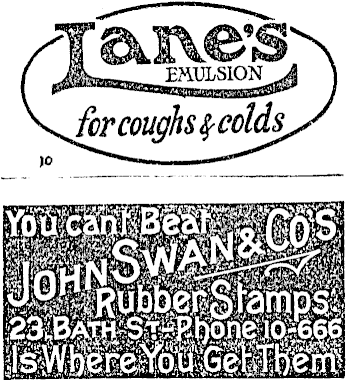 Lane's
EMULSION
for coughs & colds
10
You cant Beat
JOHN SWAN & CO'S
Rubber Stamps
23 BATH ST - Phone 10-666
Is Where You Get Them